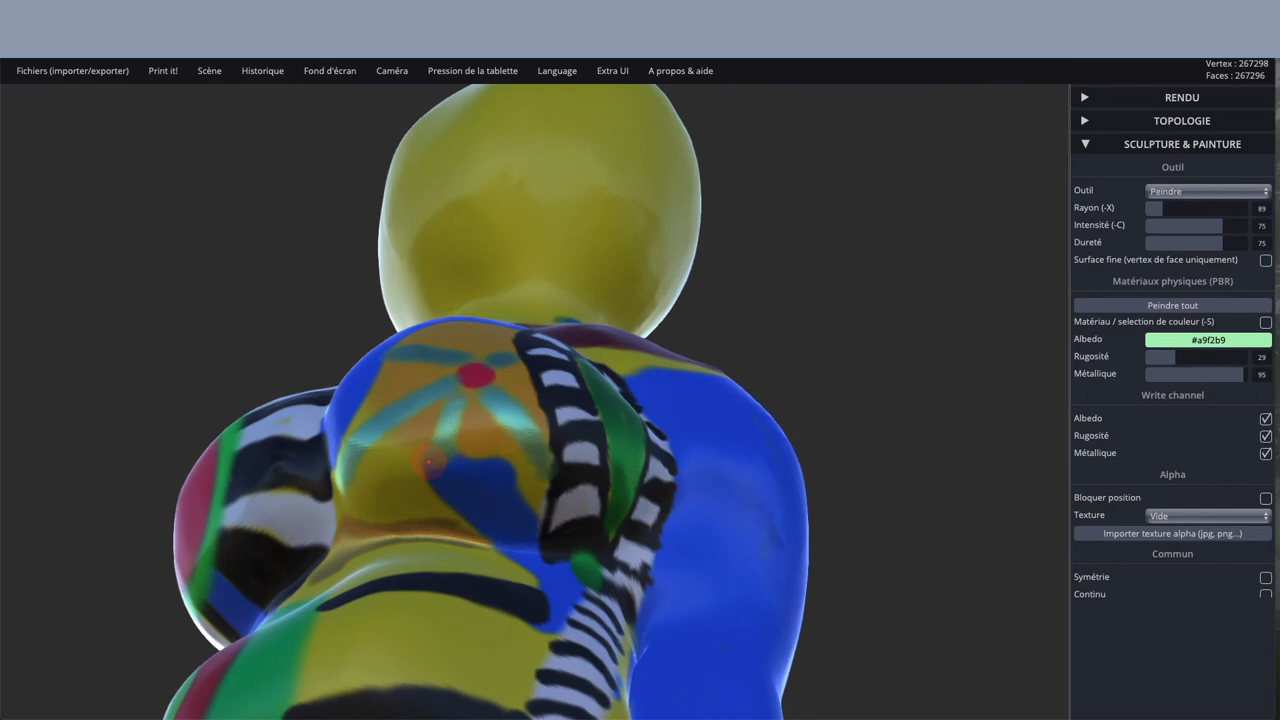 Fichiers (importer/exporter) Print it! Scène Historique Fond d'écran Caméra Pression de la tablette Language Extra UI A propos & aide
Vertex : 267298
Faces : 267296
RENDU
TOPOLOGIE
SCULPTURE & PAINTURE
Outil
Outil Peindre
Rayon (-X) 89
Intensité (-C) 75
Dureté 75
Surface fine (vertex de face uniquement)
Matériaux physiques (PBR)
Peindre tout
Matériau / selection de couleur (-S)
Albedo #a9f2b9
Rugosité 29
Métallique 95
Write channel
Albedo
Rugosité
Métallique
Alpha
Bloquer position
Texture Vide
Importer texture alpha (jpg, png...)
Commun
Symétrie
Continu